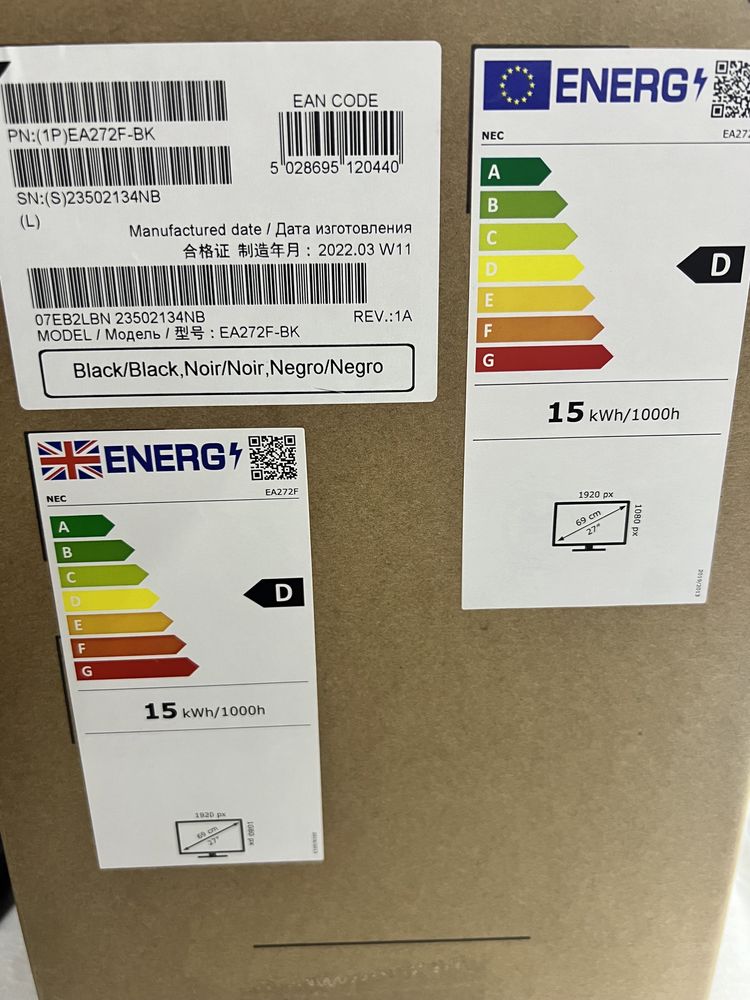 PN:(1P)EA272F-BK
SN:(S)23502134NB
(L)
EAN CODE
5 028695 120440
Manufactured date / Дата изготовления
合格证 制造年月 : 2022.03 W11
07EB2LBN 23502134NB
REV.:1A
MODEL / Модель / 型号 : EA272F-BK
Black/Black,Noir/Noir,Negro/Negro
ENERG
NEC
A
B
C
D
E
F
G
D
15 kWh/1000h
1920 px
1080 px
69 cm
27"
2019/2013
ENERG
NEC
EA272F
A
B
C
D
E
F
G
D
15 kWh/1000h
1920 px
1080 px
69 cm
27"